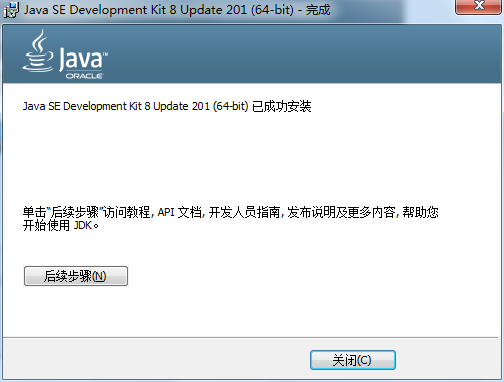 Java SE Development Kit 8 Update 201 (64-bit) - 完成
Java™
ORACLE
Java SE Development Kit 8 Update 201 (64-bit) 已成功安装
单击“后续步骤”访问教程, API 文档, 开发人员指南, 发布说明及更多内容, 帮助您
开始使用 JDK。
后续步骤(N)
关闭(C)